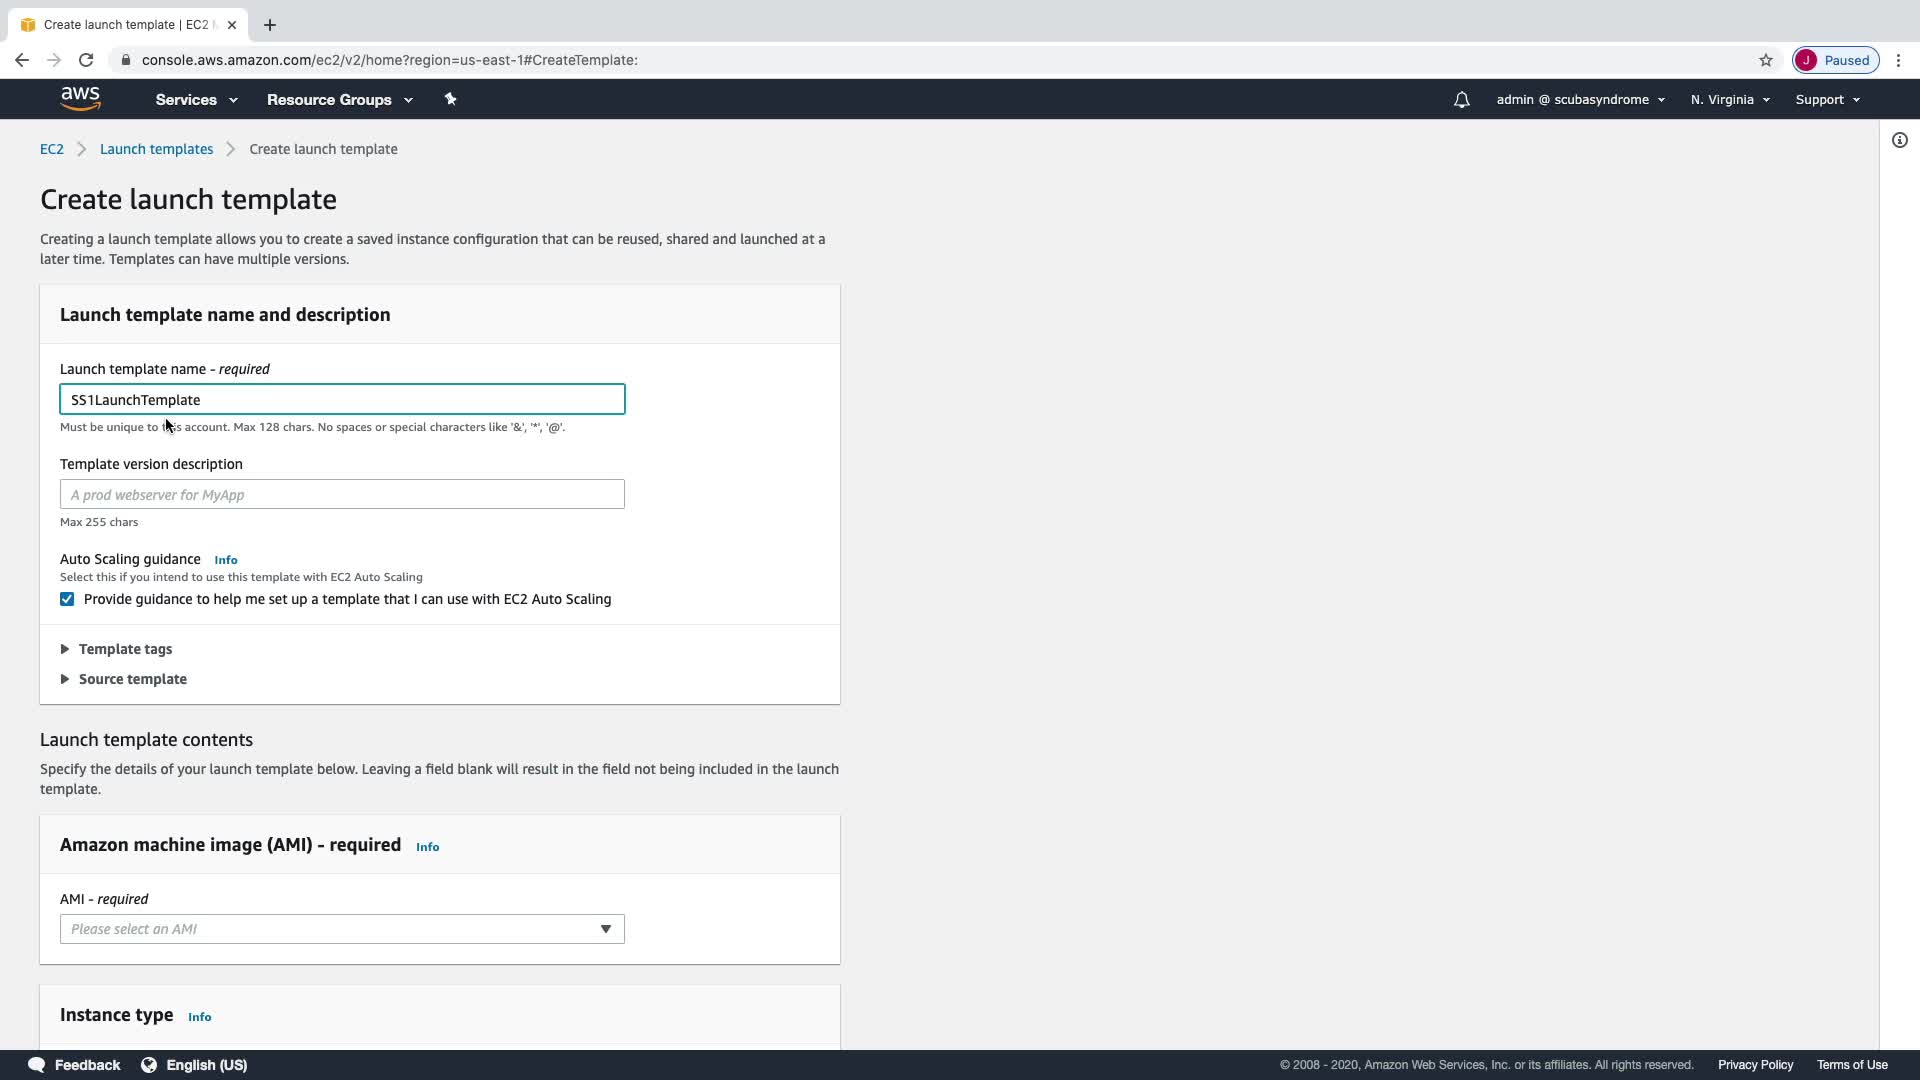 Create launch template | EC2 M
console.aws.amazon.com/ec2/v2/home?region=us-east-1#CreateTemplate:
J Paused
aws Services Resource Groups admin @ scubasyndrome N. Virginia Support
EC2 Launch templates Create launch template
Create launch template
Creating a launch template allows you to create a saved instance configuration that can be reused, shared and launched at a
later time. Templates can have multiple versions.
Launch template name and description
Launch template name - required
SS1LaunchTemplate
Must be unique to this account. Max 128 chars. No spaces or special characters like '&', '*', '@'.
Template version description
A prod webserver for MyApp
Max 255 chars
Auto Scaling guidance Info
Select this if you intend to use this template with EC2 Auto Scaling
Provide guidance to help me set up a template that I can use with EC2 Auto Scaling
Template tags
Source template
Launch template contents
Specify the details of your launch template below. Leaving a field blank will result in the field not being included in the launch
template.
Amazon machine image (AMI) - required Info
AMI - required
Please select an AMI
Instance type Info
Feedback English (US) © 2008 - 2020, Amazon Web Services, Inc. or its affiliates. All rights reserved. Privacy Policy Terms of Use